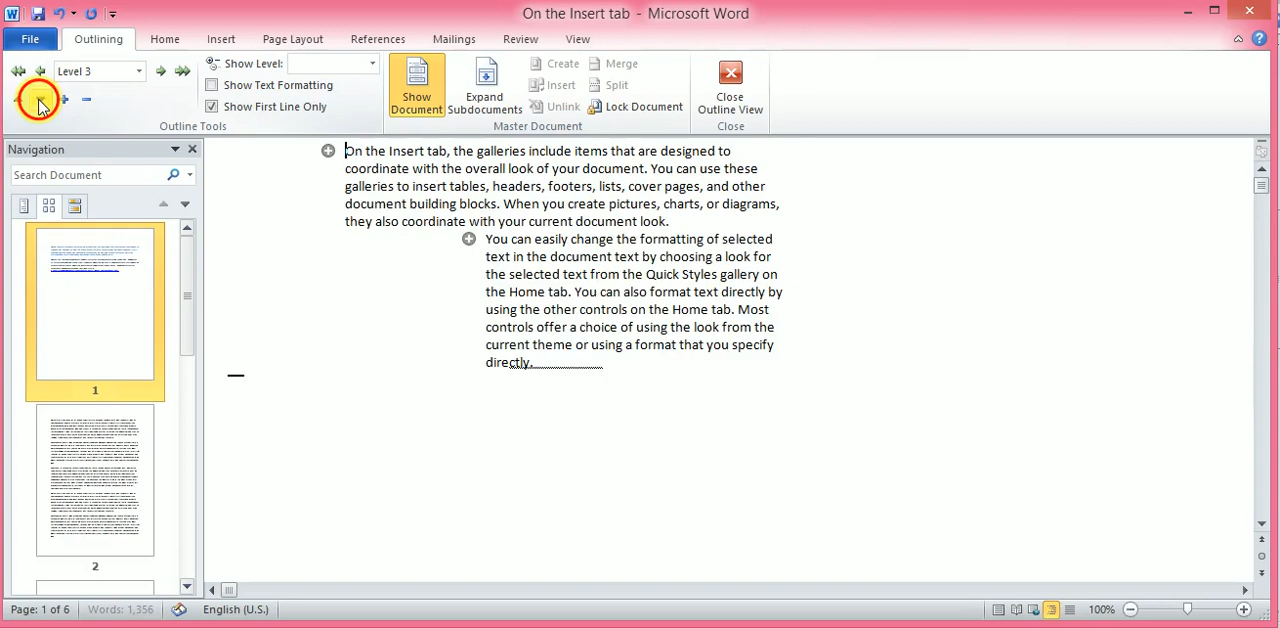 On the Insert tab - Microsoft Word
File Outlining Home Insert Page Layout References Mailings Review View
Level 3
Show Level:
Show Text Formatting
Show First Line Only
Outline Tools
Show Document
Expand Subdocuments
Create
Insert
Unlink
Merge
Split
Lock Document
Master Document
Close Outline View
Close
Navigation
Search Document
1
2
On the Insert tab, the galleries include items that are designed to
coordinate with the overall look of your document. You can use these
galleries to insert tables, headers, footers, lists, cover pages, and other
document building blocks. When you create pictures, charts, or diagrams,
they also coordinate with your current document look.
You can easily change the formatting of selected
text in the document text by choosing a look for
the selected text from the Quick Styles gallery on
the Home tab. You can also format text directly by
using the other controls on the Home tab. Most
controls offer a choice of using the look from the
current theme or using a format that you specify
directly.
Page: 1 of 6 Words: 1,356 English (U.S.) 100%